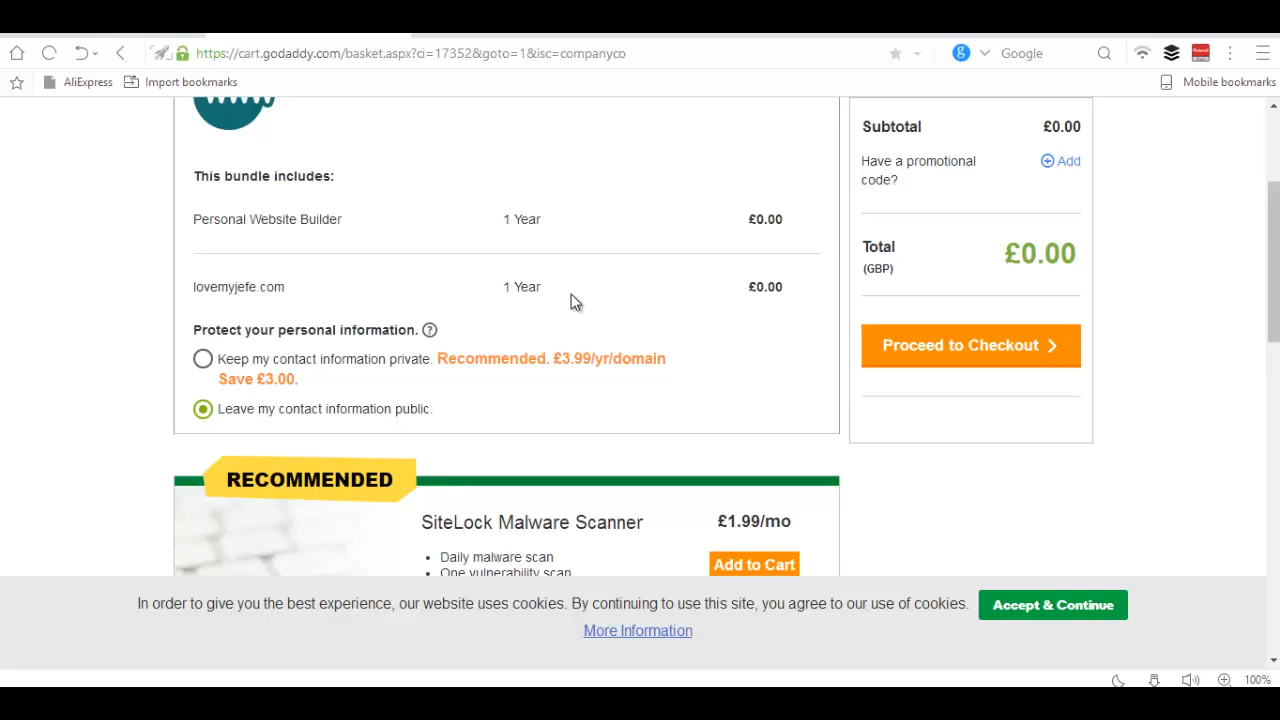 https://cart.godaddy.com/basket.aspx?ci=17352&goto=1&isc=companyco
g
Google
AliExpress
Import bookmarks
Mobile bookmarks
This bundle includes:
Personal Website Builder 1 Year £0.00
lovemyjefe.com 1 Year £0.00
Protect your personal information. ?
Keep my contact information private. Recommended. £3.99/yr/domain
Save £3.00.
Leave my contact information public.
Subtotal £0.00
Have a promotional Add
code?
Total £0.00
(GBP)
Proceed to Checkout
RECOMMENDED
SiteLock Malware Scanner £1.99/mo
Daily malware scan
One vulnerability scan
Add to Cart
In order to give you the best experience, our website uses cookies. By continuing to use this site, you agree to our use of cookies.
More Information
Accept & Continue
100%